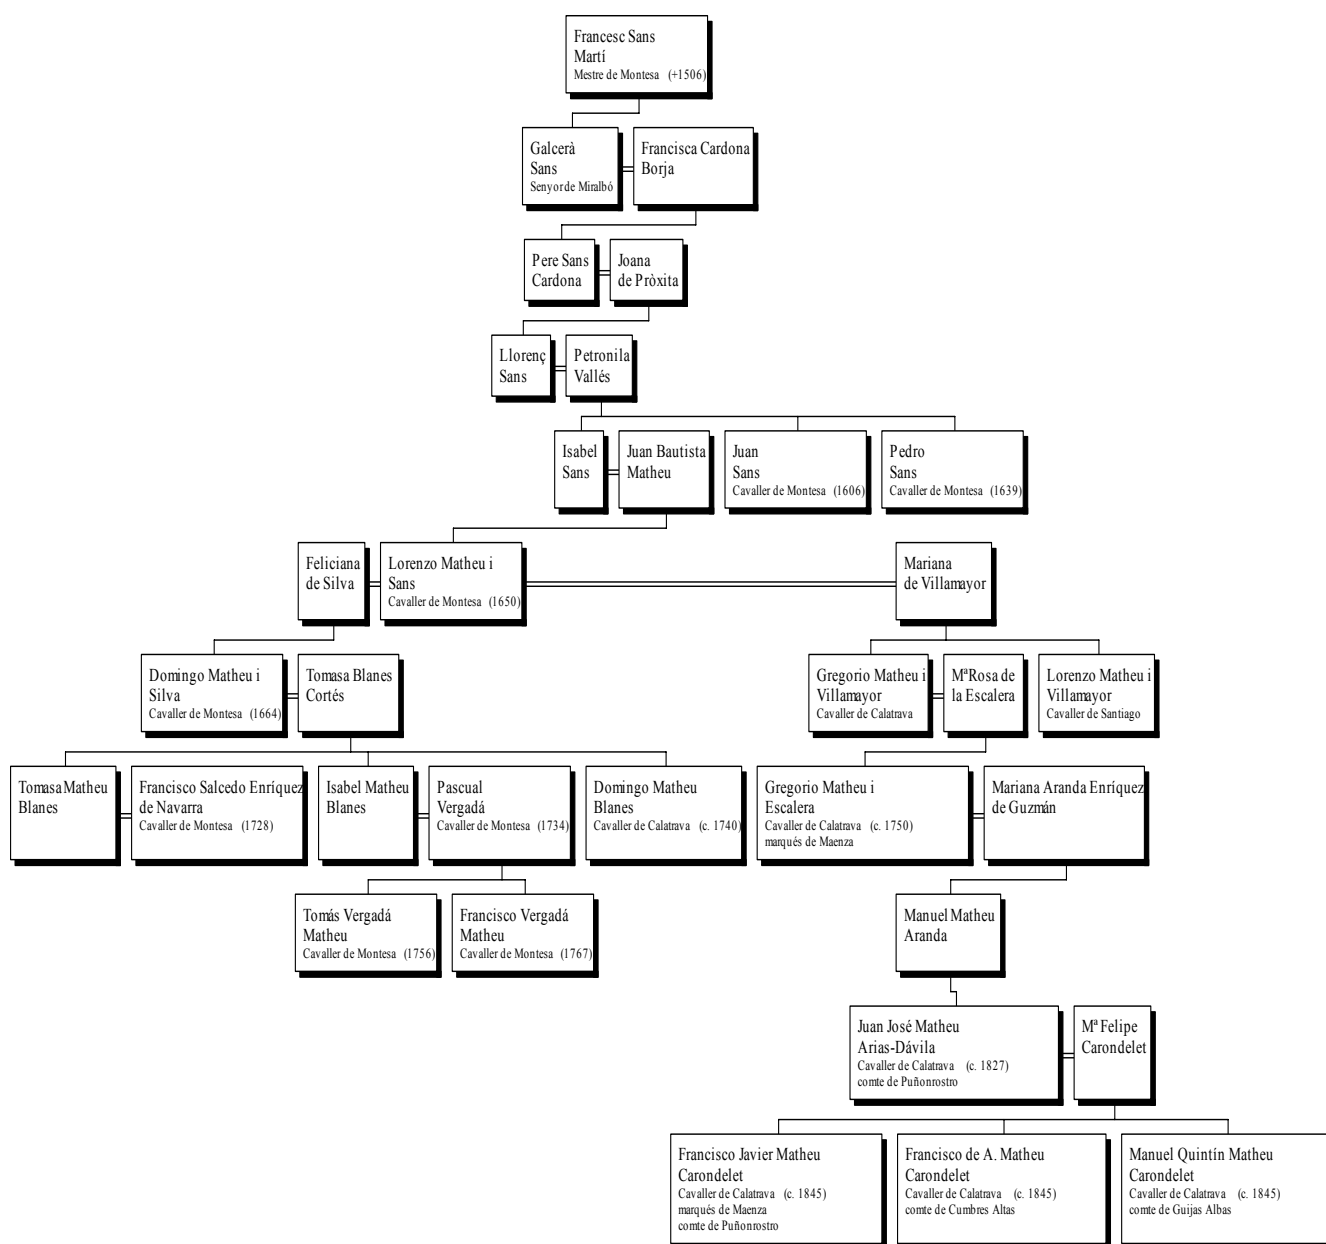 Francesc Sans
Martí
Mestre de Montesa (+1506)
Galcerà
Sans
Senyor de Miralbó
Francisca Cardona
Borja
Pere Sans
Cardona
Joana
de Pròxita
Llorenç
Sans
Petronila
Vallés
Isabel
Sans
Juan Bautista
Matheu
Juan
Sans
Cavaller de Montesa (1606)
Pedro
Sans
Cavaller de Montesa (1639)
Feliciana
de Silva
Lorenzo Matheu i
Sans
Cavaller de Montesa (1650)
Mariana
de Villamayor
Domingo Matheu i
Silva
Cavaller de Montesa (1664)
Tomasa Blanes
Cortés
Gregorio Matheu i
Villamayor
Cavaller de Calatrava
MªRosa de
la Escalera
Lorenzo Matheu i
Villamayor
Cavaller de Santiago
Tomasa Matheu
Blanes
Francisco Salcedo Enríquez
de Navarra
Cavaller de Montesa (1728)
Isabel Matheu
Blanes
Pascual
Vergadá
Cavaller de Montesa (1734)
Domingo Matheu
Blanes
Cavaller de Calatrava (c. 1740)
Gregorio Matheu i
Escalera
Cavaller de Calatrava (c. 1750)
marqués de Maenza
Mariana Aranda Enríquez
de Guzmán
Tomás Vergadá
Matheu
Cavaller de Montesa (1756)
Francisco Vergadá
Matheu
Cavaller de Montesa (1767)
Manuel Matheu
Aranda
Juan José Matheu
Arias-Dávila
Cavaller de Calatrava (c. 1827)
comte de Puñonrostro
Mª Felipe
Carondelet
Francisco Javier Matheu
Carondelet
Cavaller de Calatrava (c. 1845)
marqués de Maenza
comte de Puñonrostro
Francisco de A. Matheu
Carondelet
Cavaller de Calatrava (c. 1845)
comte de Cumbres Altas
Manuel Quintín Matheu
Carondelet
Cavaller de Calatrava (c. 1845)
comte de Guijas Albas